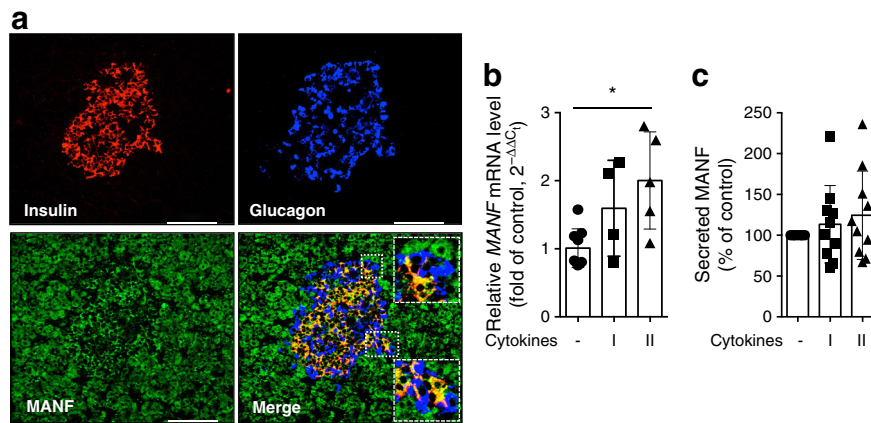 a
Insulin
Glucagon
MANF
Merge
b
*
Relative MANF mRNA level
(fold of control, 2−ΔΔCt)
3
2
1
0
Cytokines - I II
c
Secreted MANF
(% of control)
250
200
150
100
50
0
Cytokines - I II